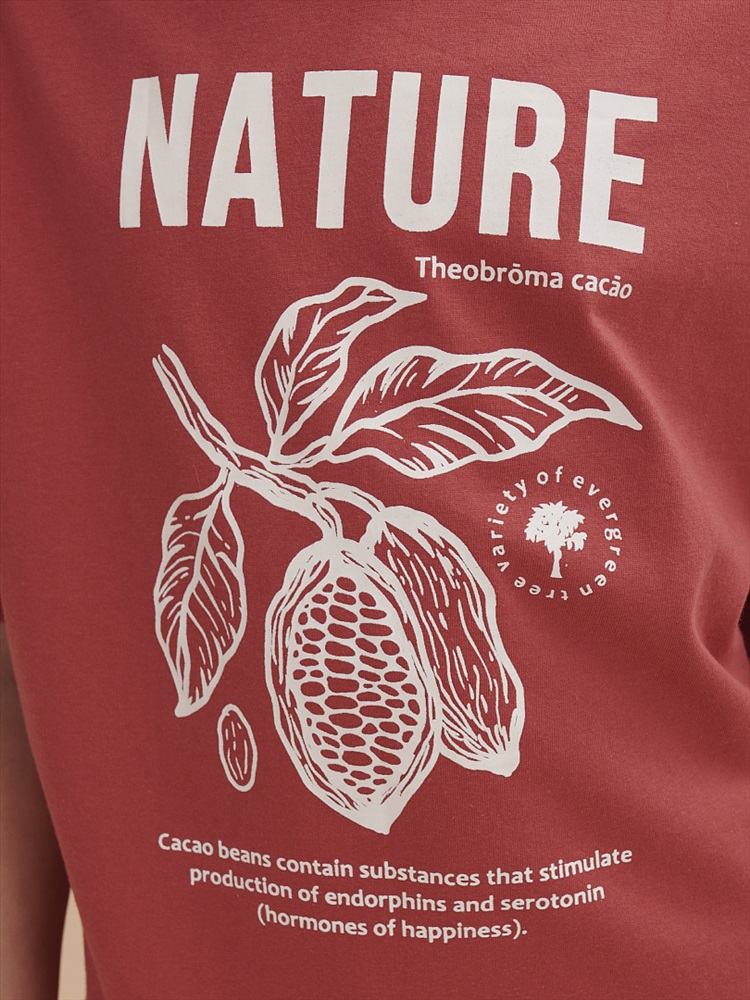 NATURE
Theobrōma cacāo
variety of evergreen tree
Cacao beans contain substances that stimulate
production of endorphins and serotonin
(hormones of happiness).